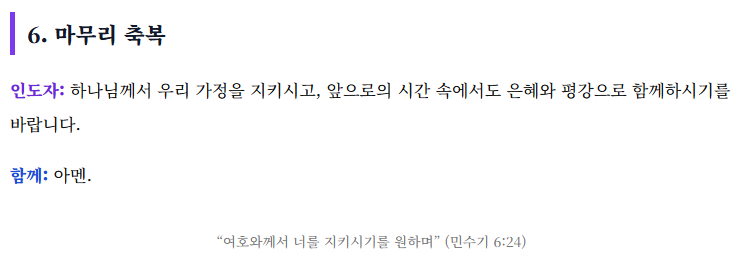 6. 마무리 축복
인도자: 하나님께서 우리 가정을 지키시고, 앞으로의 시간 속에서도 은혜와 평강으로 함께하시기를
바랍니다.
함께: 아멘.
“여호와께서 너를 지키시기를 원하며” (민수기 6:24)